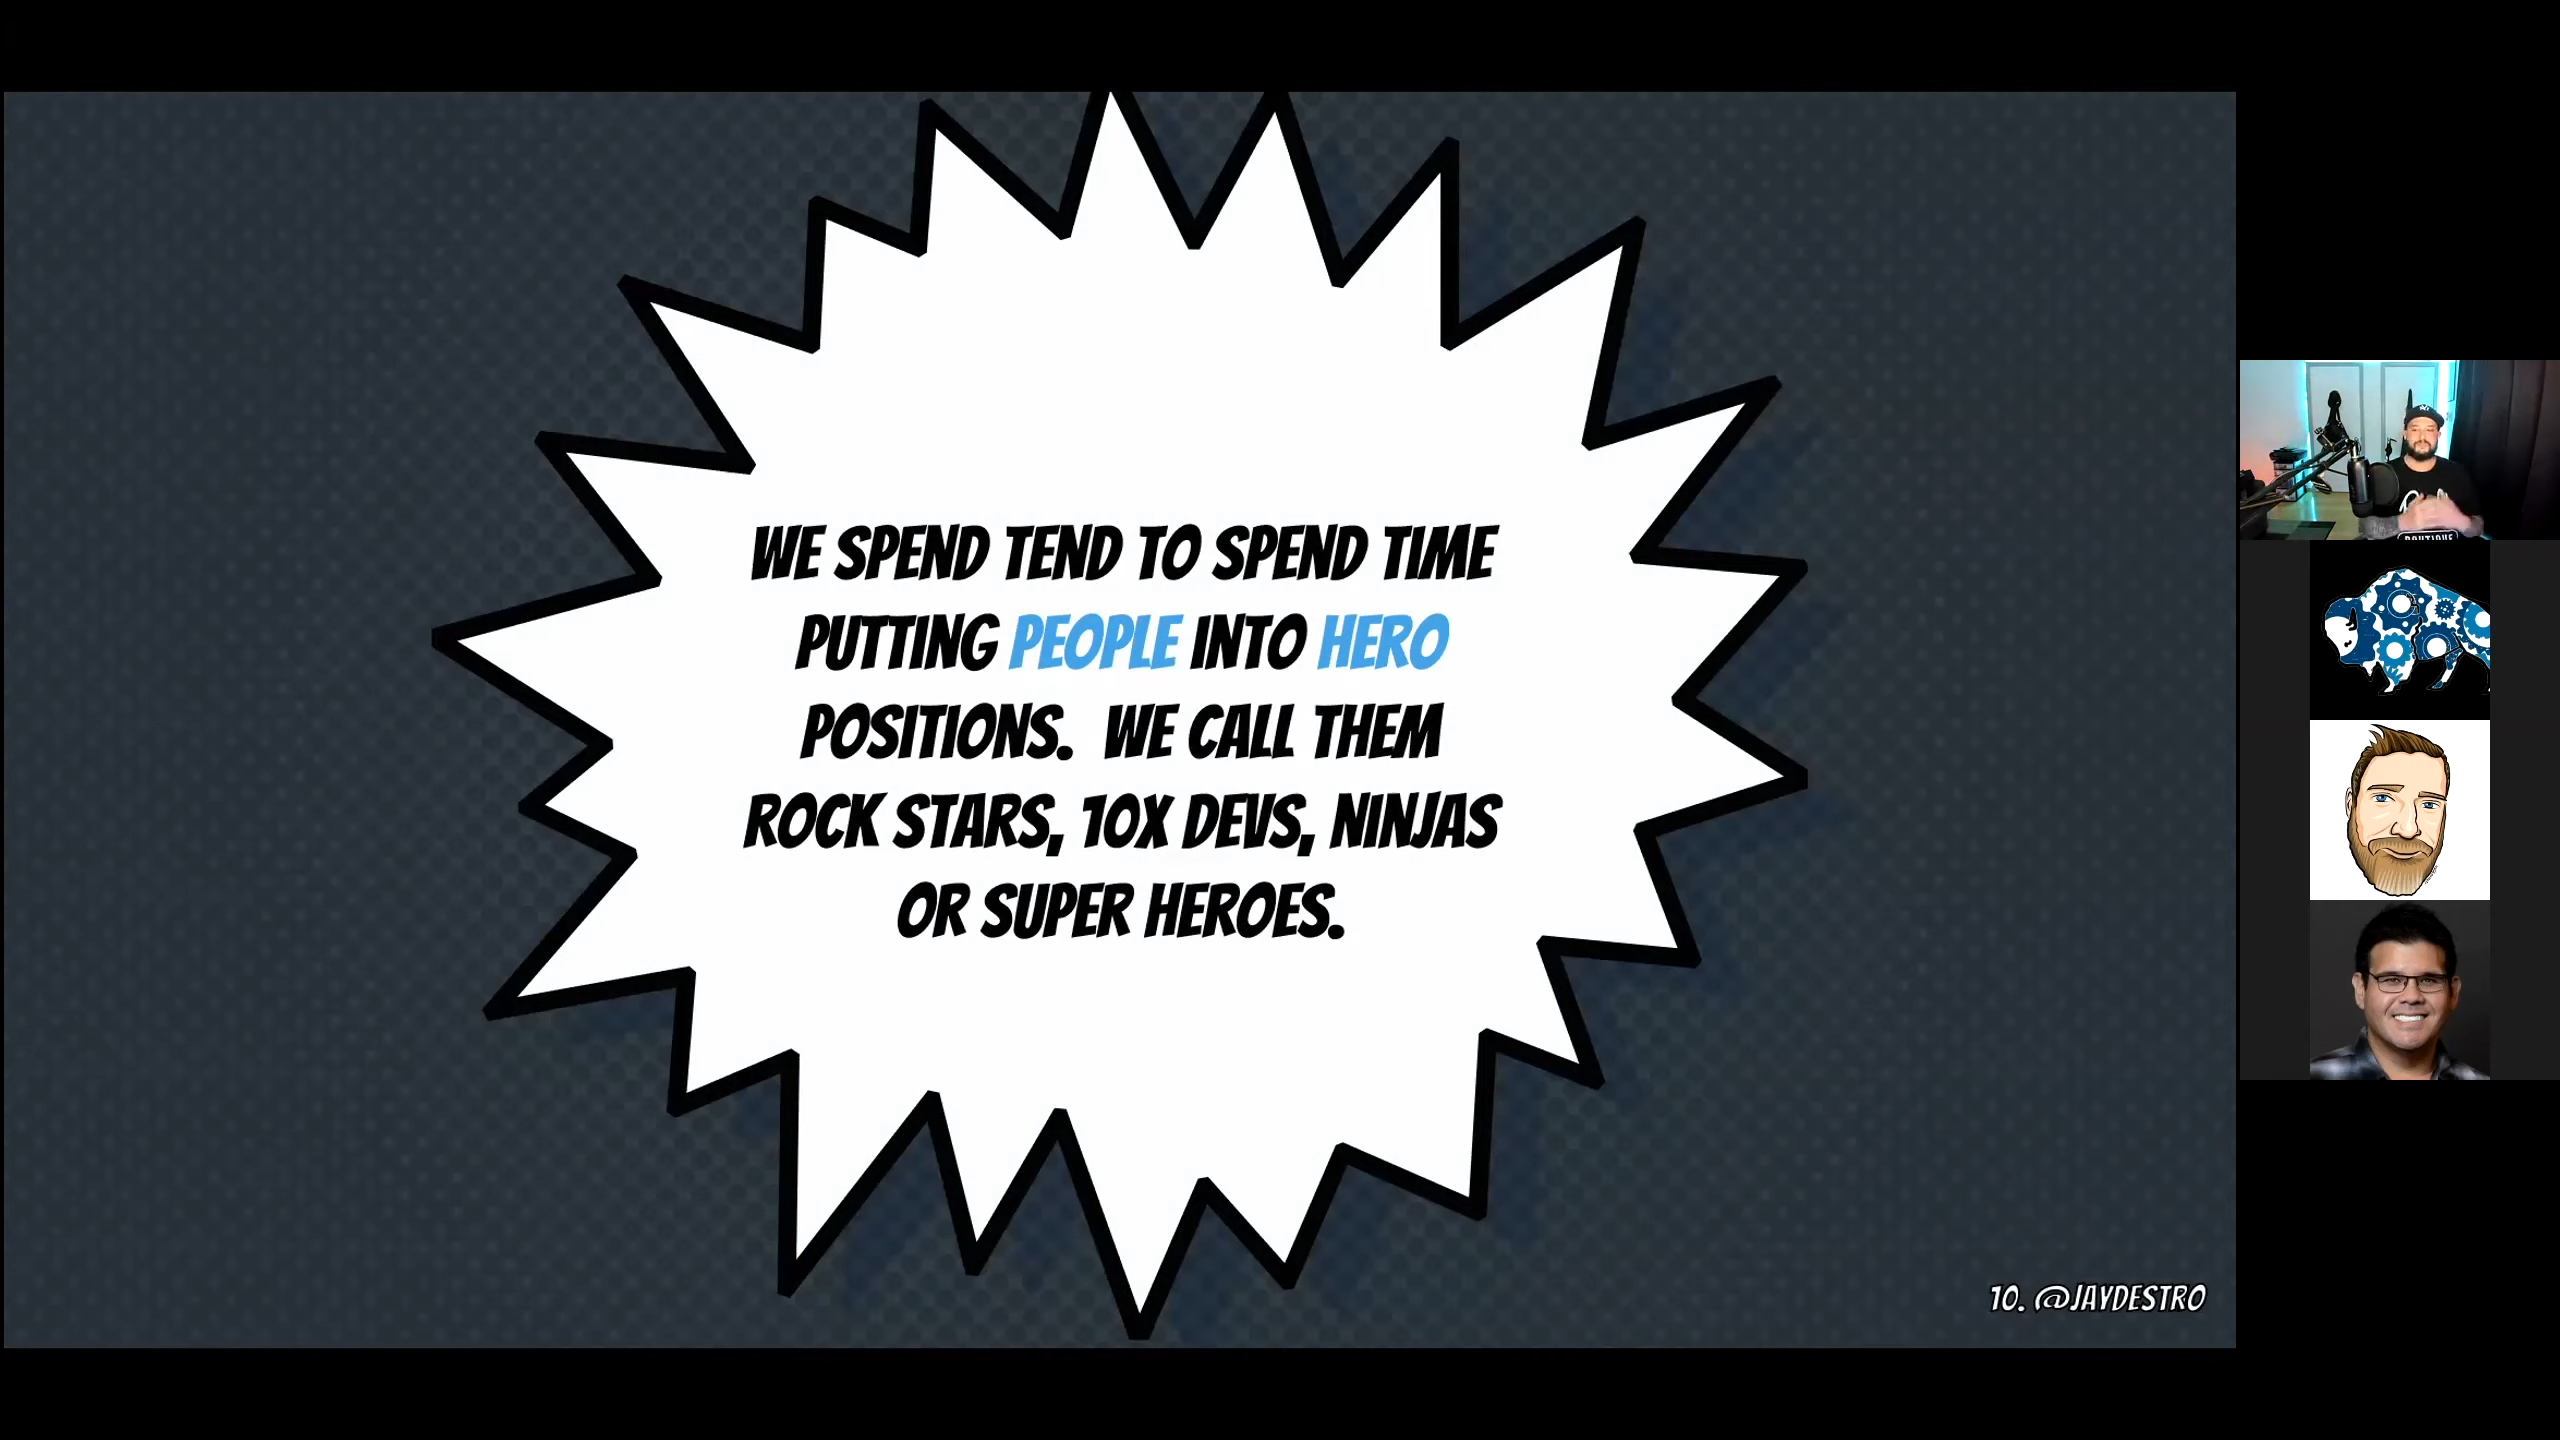 WE SPEND TEND TO SPEND TIME
PUTTING PEOPLE INTO HERO
POSITIONS. WE CALL THEM
ROCK STARS, 10X DEVS, NINJAS
OR SUPER HEROES.
10. @JAYDESTRO